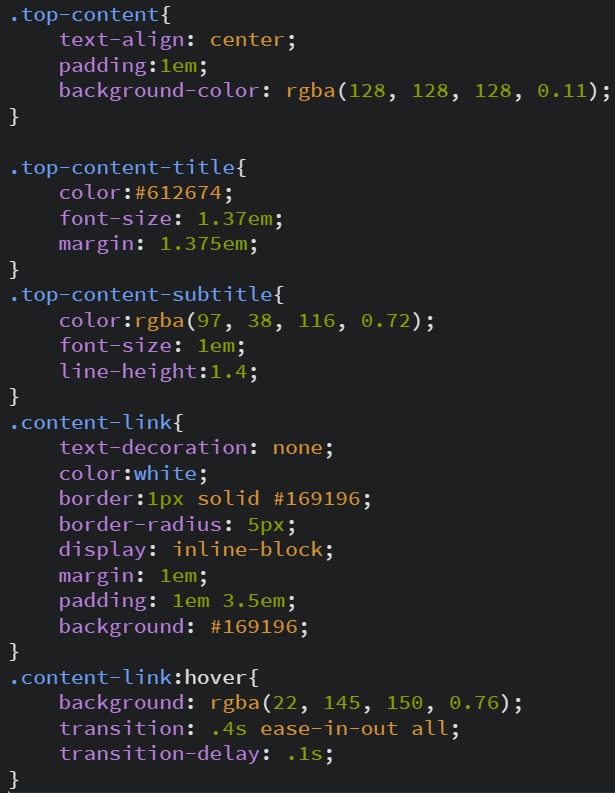 .top-content{
    text-align: center;
    padding:1em;
    background-color: rgba(128, 128, 128, 0.11);
}

.top-content-title{
    color:#612674;
    font-size: 1.37em;
    margin: 1.375em;
}
.top-content-subtitle{
    color:rgba(97, 38, 116, 0.72);
    font-size: 1em;
    line-height:1.4;
}
.content-link{
    text-decoration: none;
    color:white;
    border:1px solid #169196;
    border-radius: 5px;
    display: inline-block;
    margin: 1em;
    padding: 1em 3.5em;
    background: #169196;
}
.content-link:hover{
    background: rgba(22, 145, 150, 0.76);
    transition: .4s ease-in-out all;
    transition-delay: .1s;
}